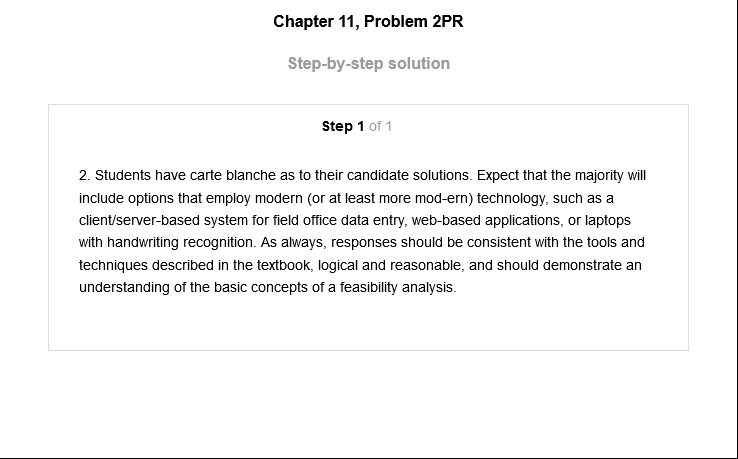 Chapter 11, Problem 2PR
Step-by-step solution
Step 1 of 1
2. Students have carte blanche as to their candidate solutions. Expect that the majority will
include options that employ modern (or at least more mod-ern) technology, such as a
client/server-based system for field office data entry, web-based applications, or laptops
with handwriting recognition. As always, responses should be consistent with the tools and
techniques described in the textbook, logical and reasonable, and should demonstrate an
understanding of the basic concepts of a feasibility analysis.